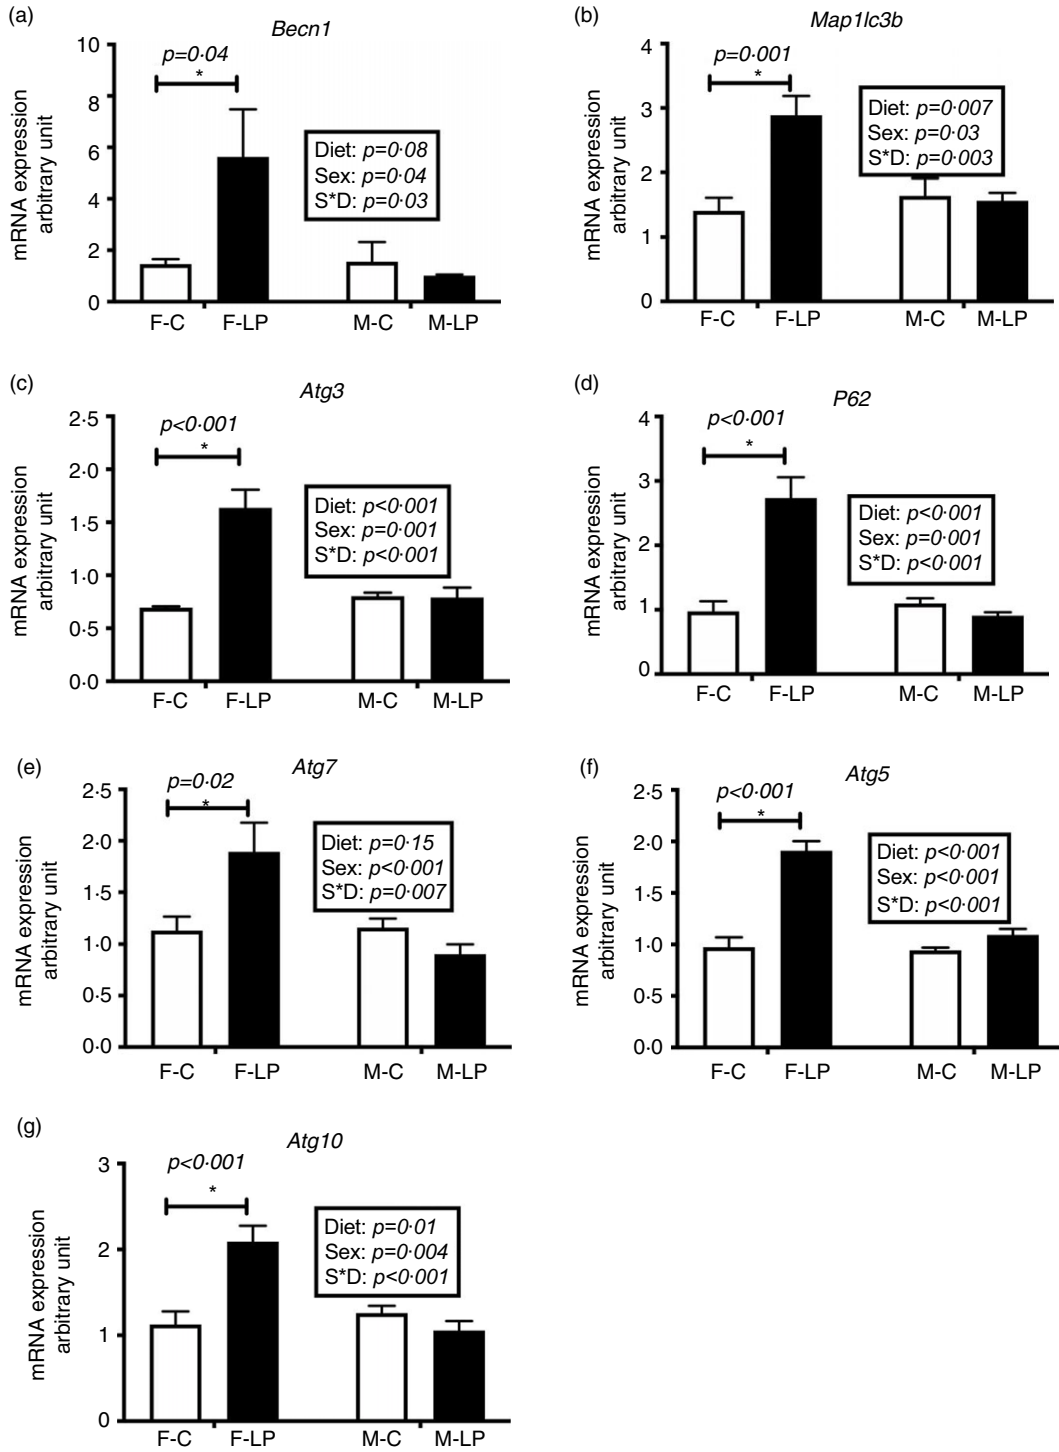 (a)
Becn1
mRNA expression
arbitrary unit
10
8
6
4
2
0
p=0·04
*
Diet: p=0·08
Sex: p=0·04
S*D: p=0·03
F-C F-LP M-C M-LP
(b)
Map1lc3b
mRNA expression
arbitrary unit
4
3
2
1
0
p=0·001
*
Diet: p=0·007
Sex: p=0·03
S*D: p=0·003
F-C F-LP M-C M-LP
(c)
Atg3
mRNA expression
arbitrary unit
2·5
2·0
1·5
1·0
0·5
0·0
p<0·001
*
Diet: p<0·001
Sex: p=0·001
S*D: p<0·001
F-C F-LP M-C M-LP
(d)
P62
mRNA expression
arbitrary unit
4
3
2
1
0
p<0·001
*
Diet: p<0·001
Sex: p=0·001
S*D: p<0·001
F-C F-LP M-C M-LP
(e)
Atg7
mRNA expression
arbitrary unit
2·5
2·0
1·5
1·0
0·5
0·0
p=0·02
*
Diet: p=0·15
Sex: p<0·001
S*D: p=0·007
F-C F-LP M-C M-LP
(f)
Atg5
mRNA expression
arbitrary unit
2·5
2·0
1·5
1·0
0·5
0·0
p<0·001
*
Diet: p<0·001
Sex: p<0·001
S*D: p<0·001
F-C F-LP M-C M-LP
(g)
Atg10
mRNA expression
arbitrary unit
3
2
1
0
p<0·001
*
Diet: p=0·01
Sex: p=0·004
S*D: p<0·001
F-C F-LP M-C M-LP